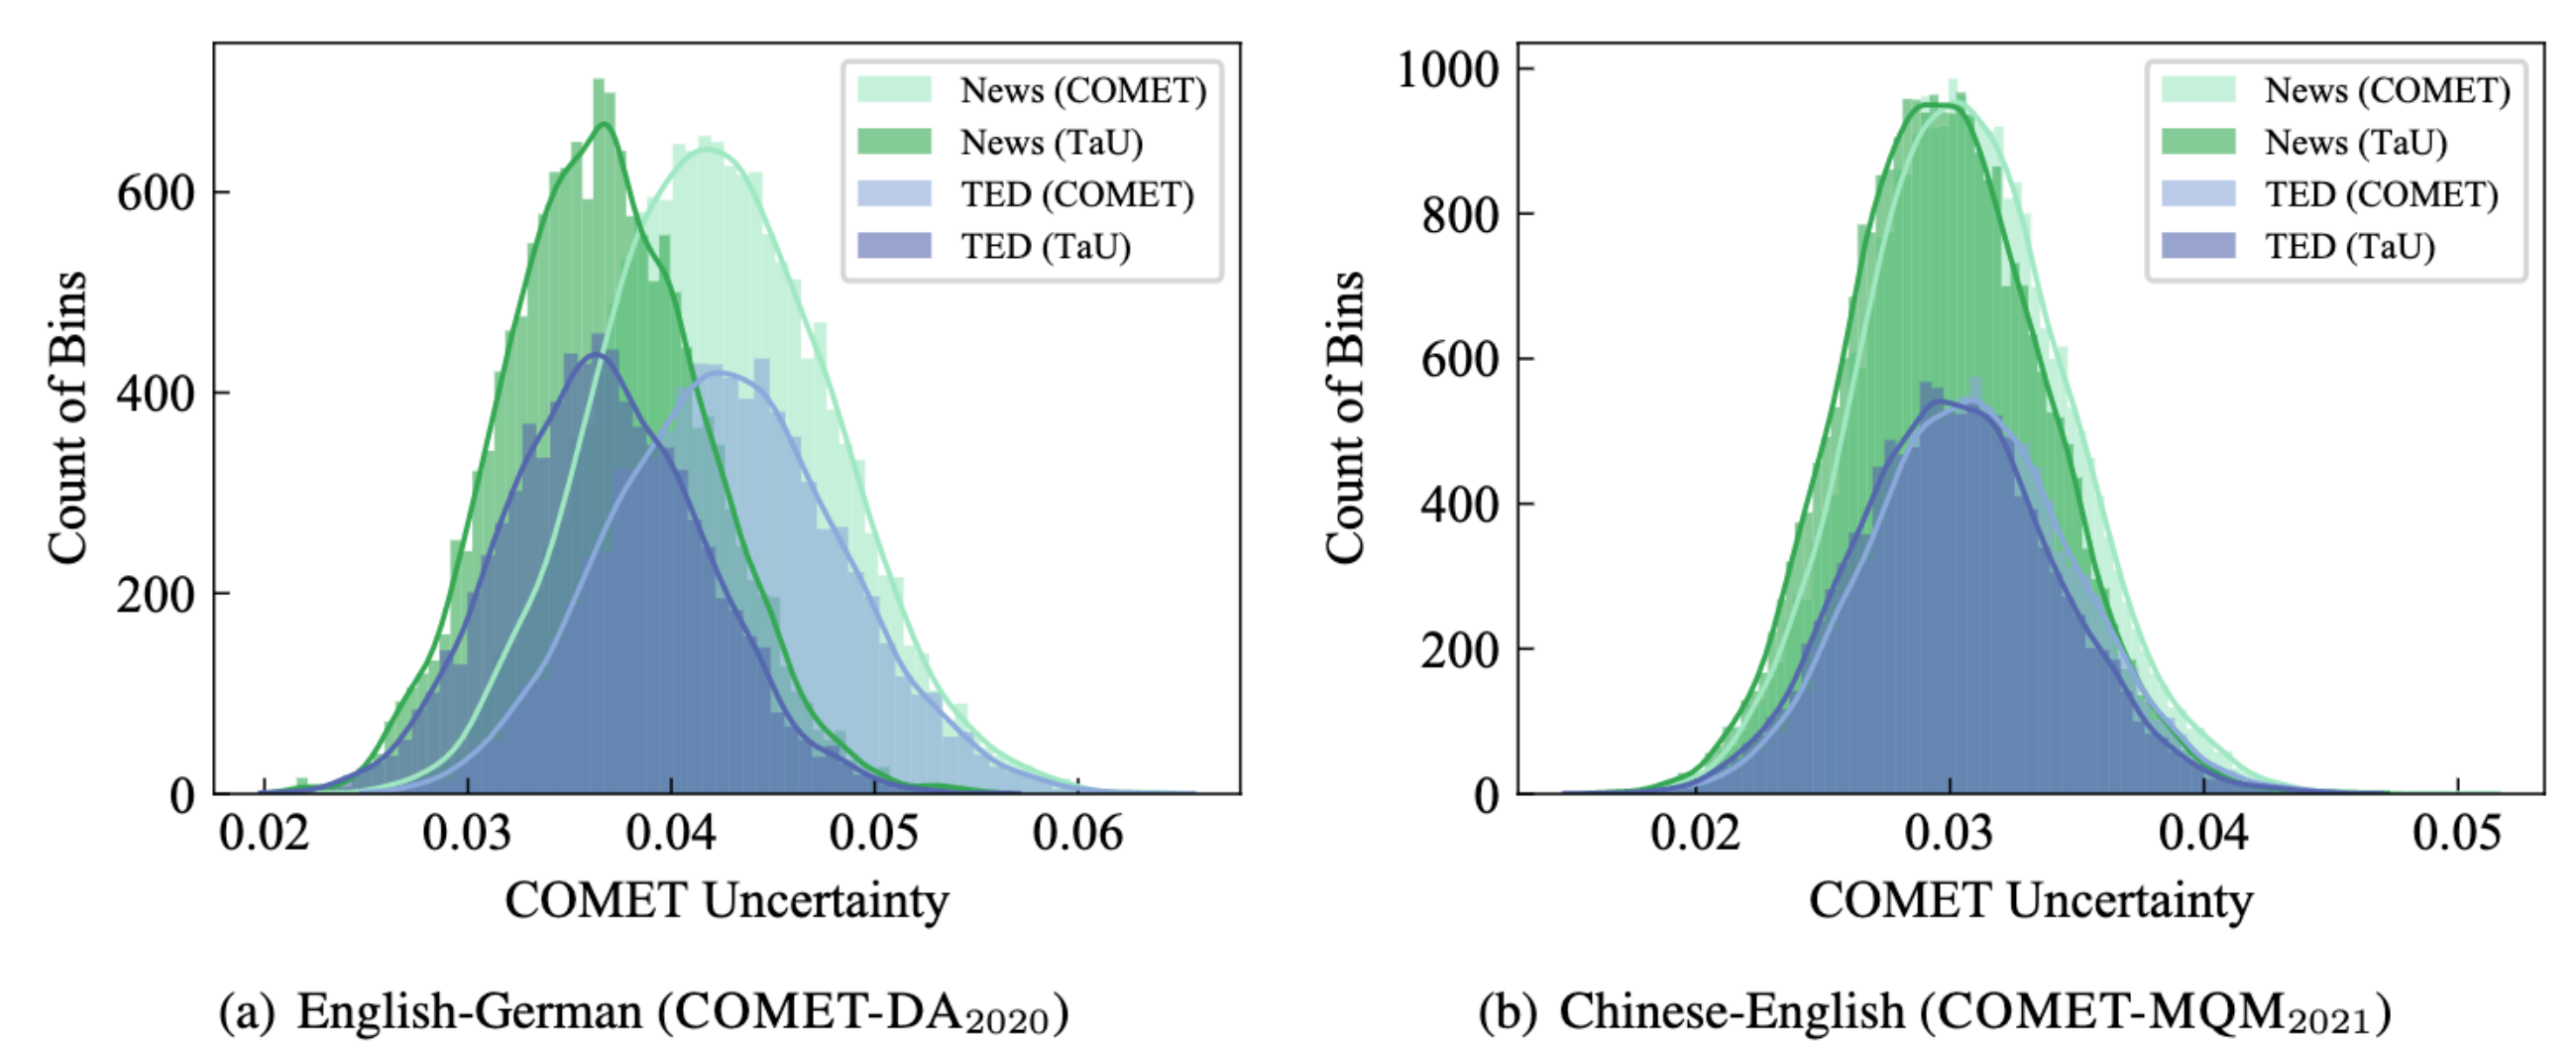 Count of Bins
600
400
200
0
0.02 0.03 0.04 0.05 0.06
COMET Uncertainty
News (COMET)
News (TaU)
TED (COMET)
TED (TaU)
(a) English-German (COMET-DA2020)
Count of Bins
1000
800
600
400
200
0
0.02 0.03 0.04 0.05
COMET Uncertainty
News (COMET)
News (TaU)
TED (COMET)
TED (TaU)
(b) Chinese-English (COMET-MQM2021)